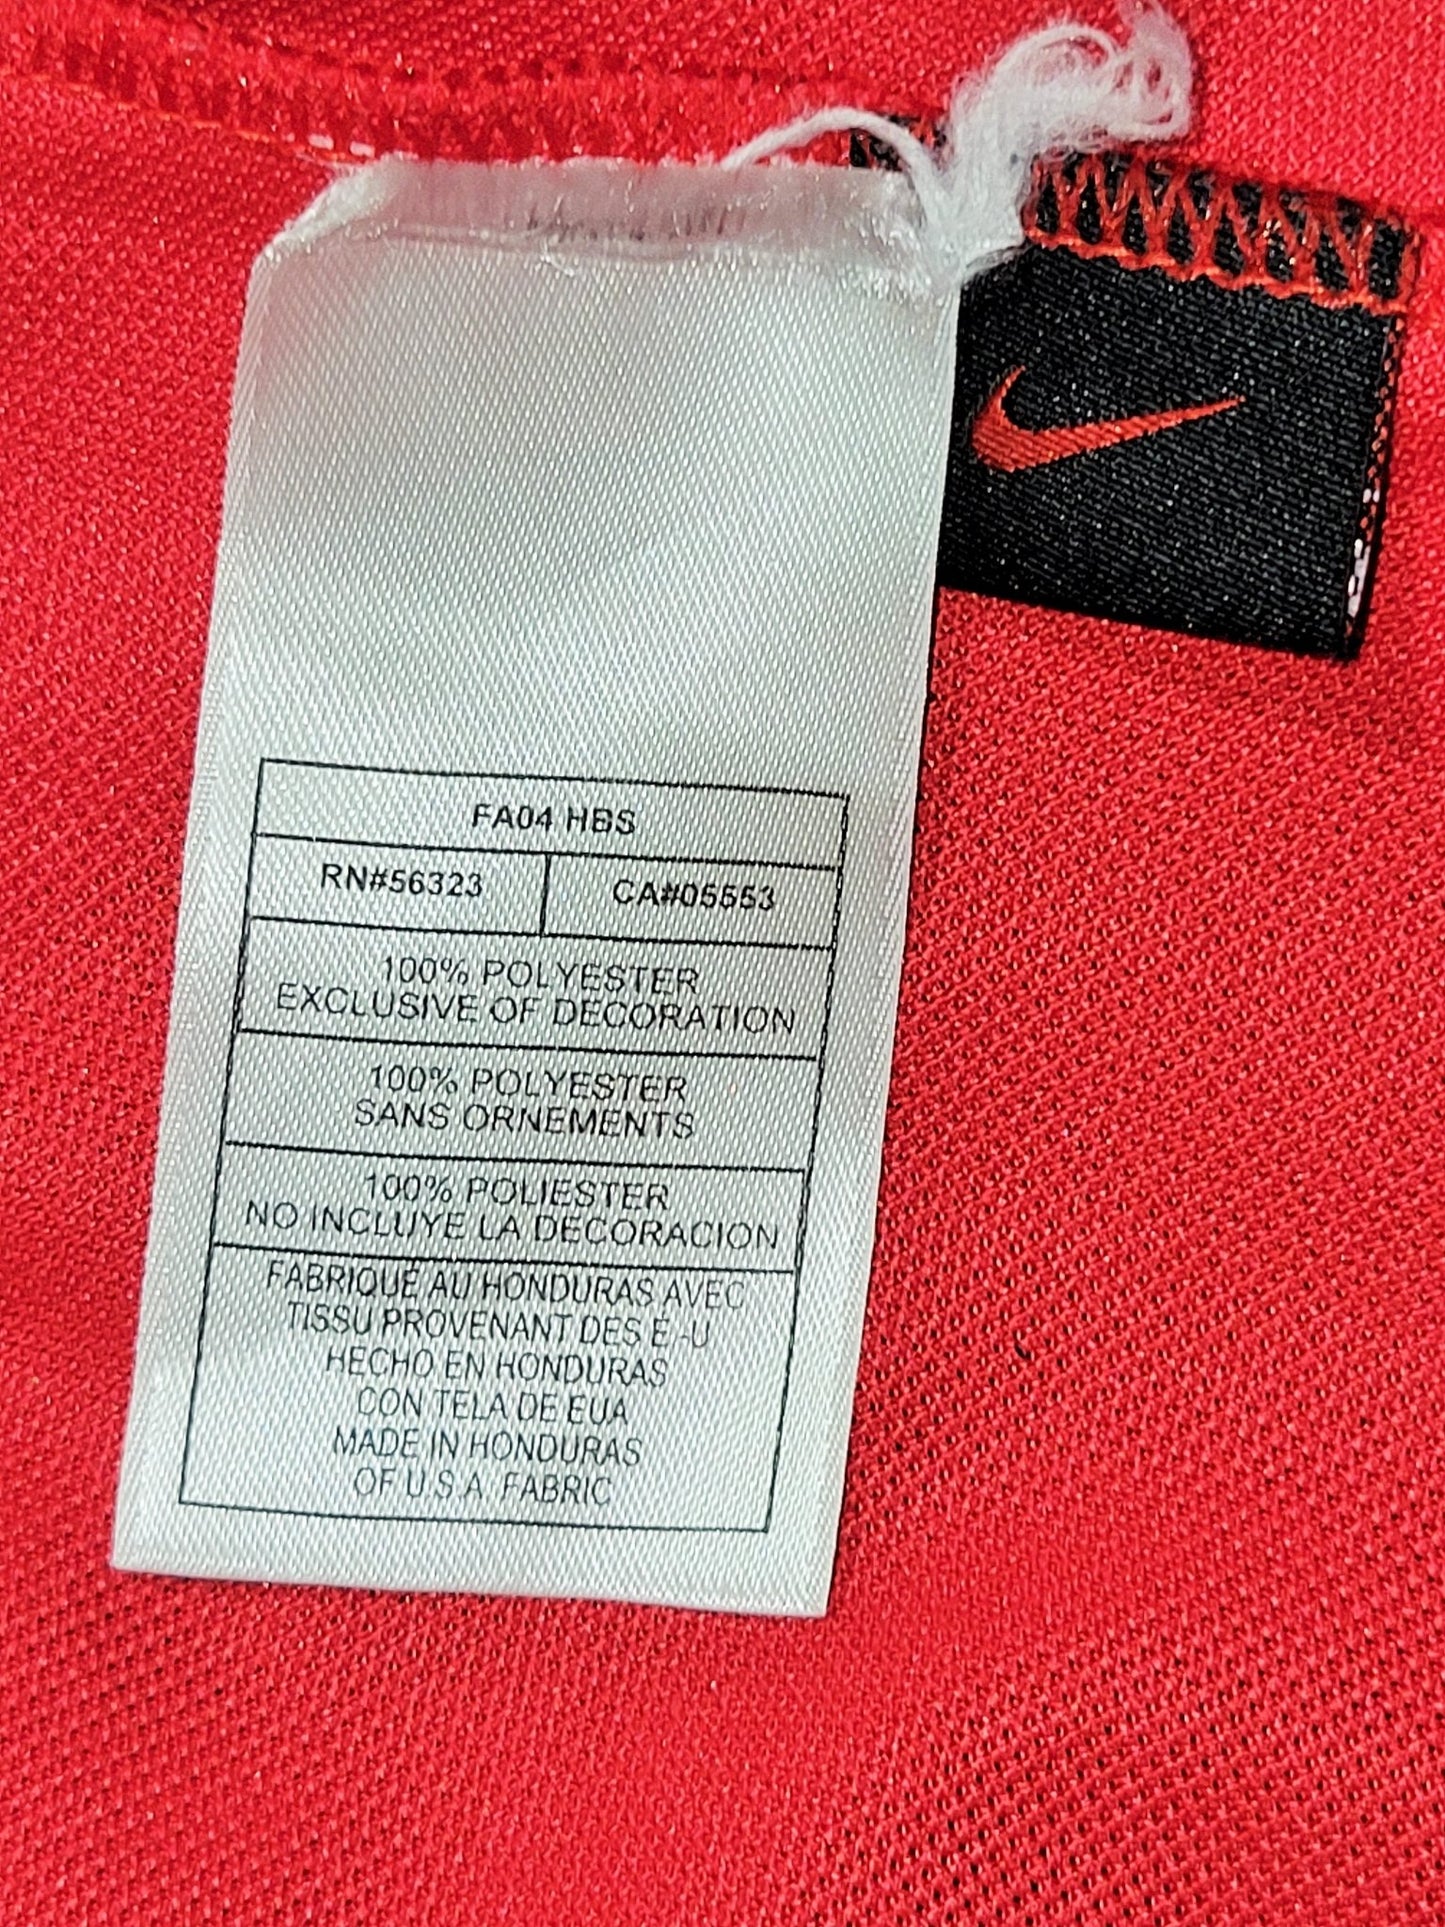 FA04 HBS
RN#56323 CA#05553
100% POLYESTER
EXCLUSIVE OF DECORATION
100% POLYESTER
SANS ORNEMENTS
100% POLIESTER
NO INCLUYE LA DECORACION
FABRIQUÉ AU HONDURAS AVEC
TISSU PROVENANT DES É.-U
HECHO EN HONDURAS
CON TELA DE EUA
MADE IN HONDURAS
OF U.S.A. FABRIC